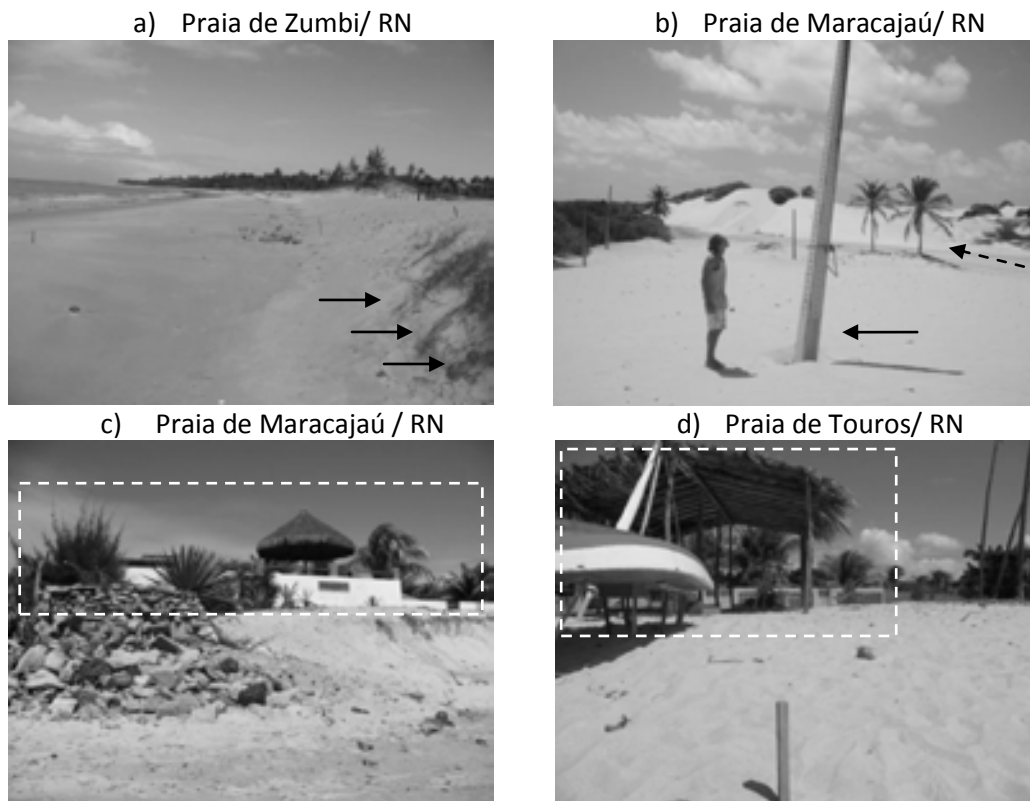 a) Praia de Zumbi/ RN
b) Praia de Maracajaú/ RN
c) Praia de Maracajaú / RN
d) Praia de Touros/ RN